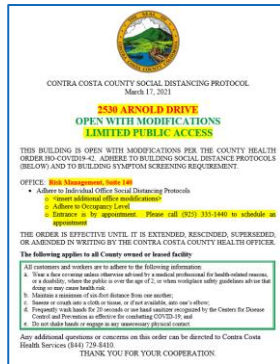 CONTRA COSTA COUNTY SOCIAL DISTANCING PROTOCOL
March 17, 2021
2530 ARNOLD DRIVE
OPEN WITH MODIFICATIONS
LIMITED PUBLIC ACCESS
THIS BUILDING IS OPEN WITH MODIFICATIONS PER THE COUNTY HEALTH
ORDER HO-COVID19-42. ADHERE TO BUILDING SOCIAL DISTANCE PROTOCOLS
(BELOW) AND TO BUILDING SYMPTOM SCREENING REQUIREMENT.
OFFICE: Risk Management, Suite 140
• Adhere to Individual Office Social Distancing Protocols
o <insert additional office modifications>
o Adhere to Occupancy Level
o Entrance is by appointment. Please call (925) 335-1440 to schedule an
appointment
THE ORDER IS EFFECTIVE UNTIL IT IS EXTENDED, RESCINDED, SUPERSEDED,
OR AMENDED IN WRITING BY THE CONTRA COSTA COUNTY HEALTH OFFICER.
The following applies to all County owned or leased facility
All customers and workers are to adhere to the following information:
a. Wear a face covering unless otherwise advised by a medical professional for health-related reasons,
or a disability, where the public is over the age of 2; or when workplace safety guidelines advise that
doing so may cause health risk.
b. Maintain a minimum of six-foot distance from one another;
c. Sneeze or cough into a cloth or tissue, or if not available, into one's elbow;
d. Frequently wash hands for 20 seconds or use hand sanitizer recognized by the Centers for Disease
Control and Prevention as effective for combatting COVID-19; and
e. Do not shake hands or engage in any unnecessary physical contact
Any additional questions or concerns on this order can be directed to Contra Costa
Health Services (844) 729-8410.
THANK YOU FOR YOUR COOPERATION.